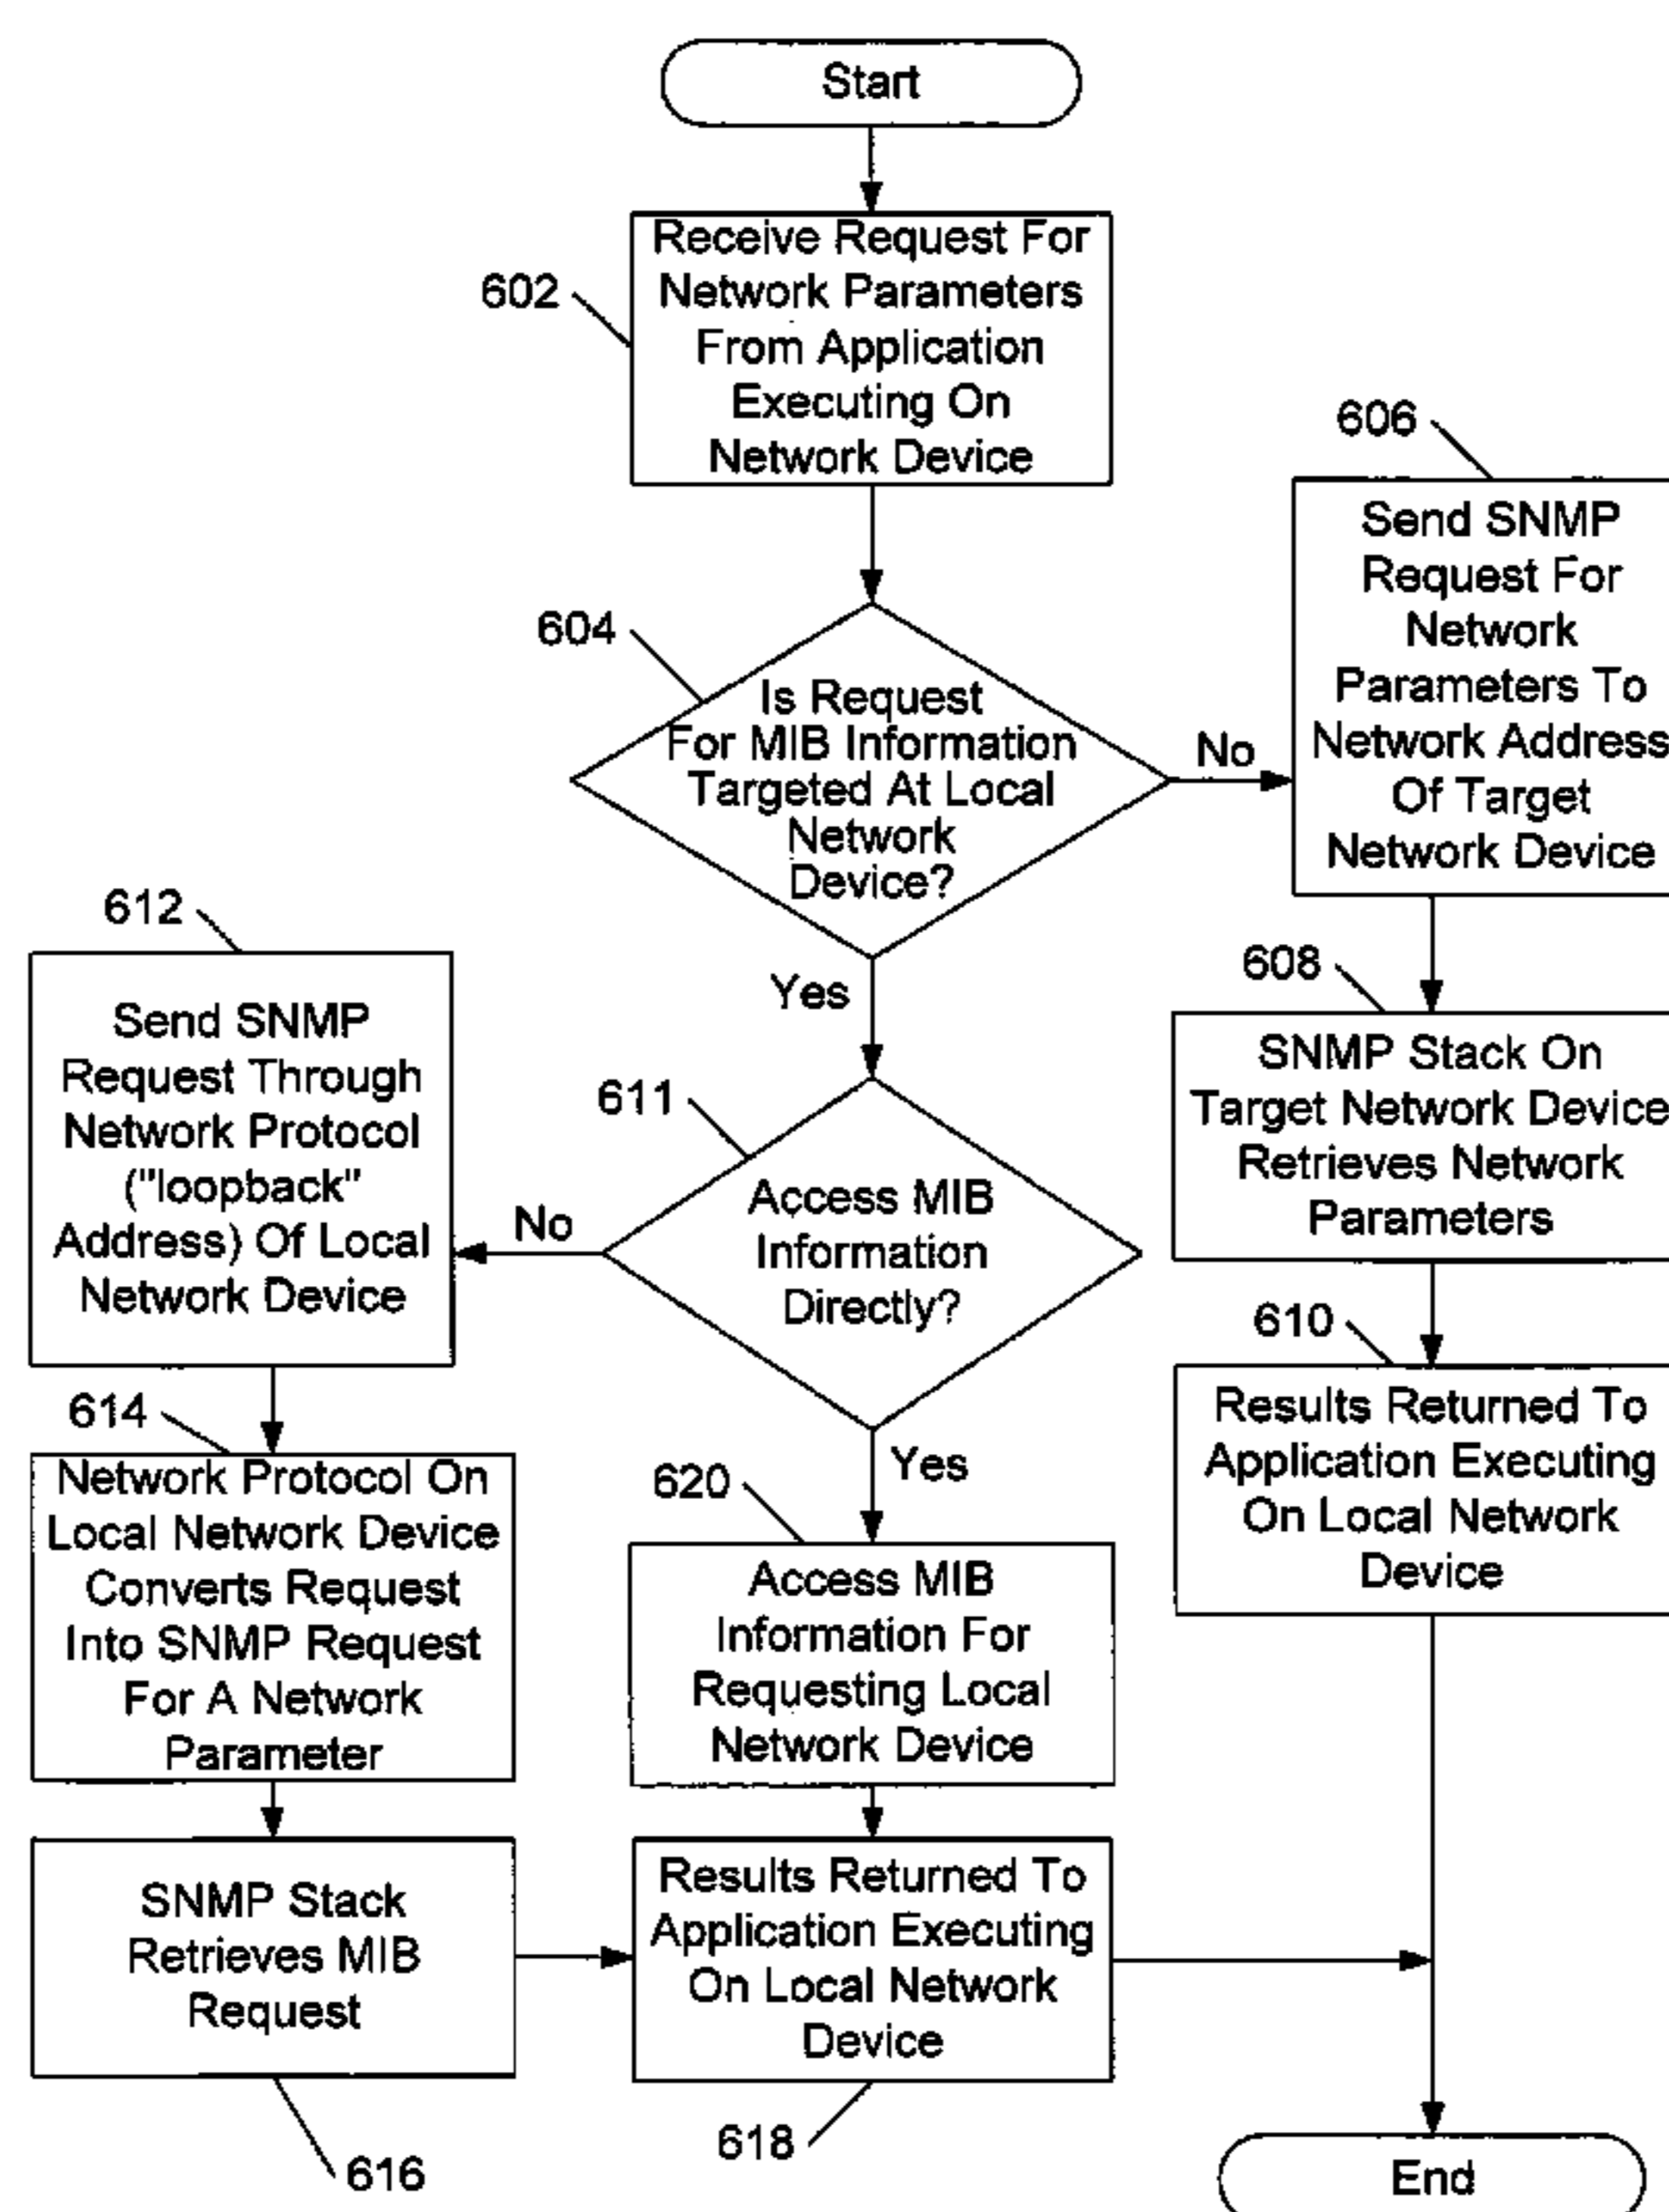 Start
602
Receive Request For
Network Parameters
From Application
Executing On
Network Device
604
Is Request
For MIB Information
Targeted At Local
Network
Device?
No
606
Send SNMP
Request For
Network
Parameters To
Network Address
Of Target
Network Device
608
SNMP Stack On
Target Network Device
Retrieves Network
Parameters
610
Results Returned To
Application Executing
On Local Network
Device
Yes
611
Access MIB
Information
Directly?
No
612
Send SNMP
Request Through
Network Protocol
("loopback"
Address) Of Local
Network Device
614
Network Protocol On
Local Network Device
Converts Request
Into SNMP Request
For A Network
Parameter
SNMP Stack
Retrieves MIB
Request
616
Yes
620
Access MIB
Information For
Requesting Local
Network Device
Results Returned To
Application Executing
On Local Network
Device
618
End